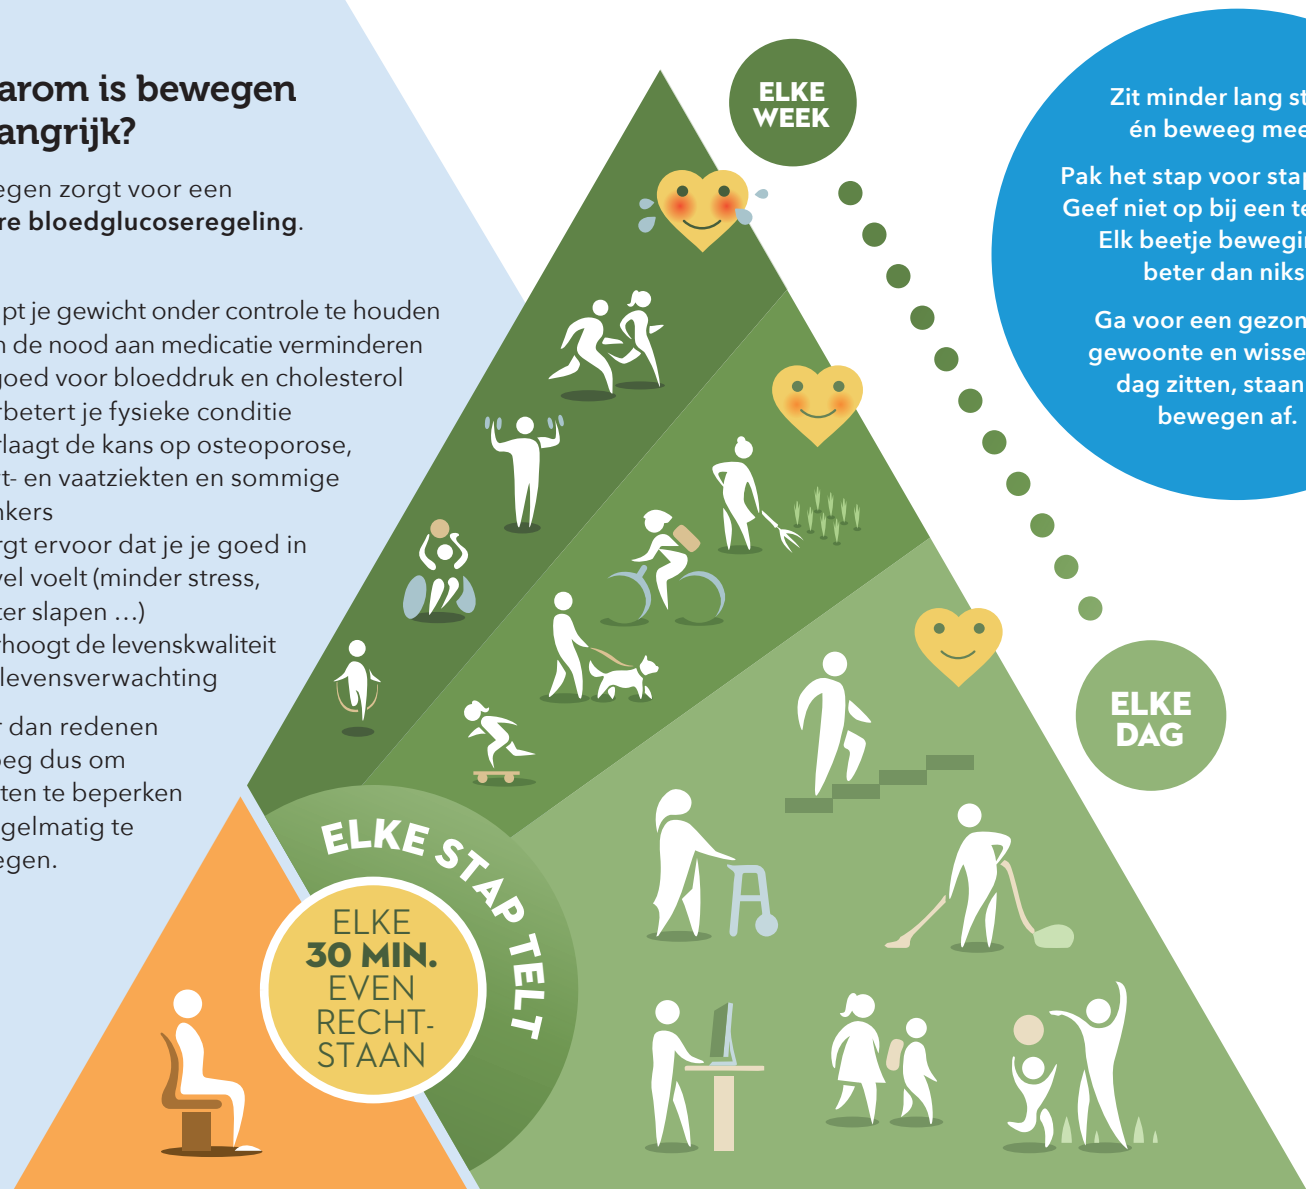 arom is bewegen
angrijk?
egen zorgt voor een
re bloedglucoseregeling.
pt je gewicht onder controle te houden
n de nood aan medicatie verminderen
goed voor bloeddruk en cholesterol
rbetert je fysieke conditie
rlaagt de kans op osteoporose,
t- en vaatziekten en sommige
nkers
rgt ervoor dat je je goed in
vel voelt (minder stress,
ter slapen …)
rhoogt de levenskwaliteit
levensverwachting
r dan redenen
oeg dus om
ten te beperken
gelmatig te
egen.
ELKE
WEEK
Zit minder lang st
én beweeg mee
Pak het stap voor stap
Geef niet op bij een te
Elk beetje bewegin
beter dan niks
Ga voor een gezon
gewoonte en wisse
dag zitten, staan
bewegen af.
ELKE
DAG
ELKE STAP TELT
ELKE
30 MIN.
EVEN
RECHT-
STAAN